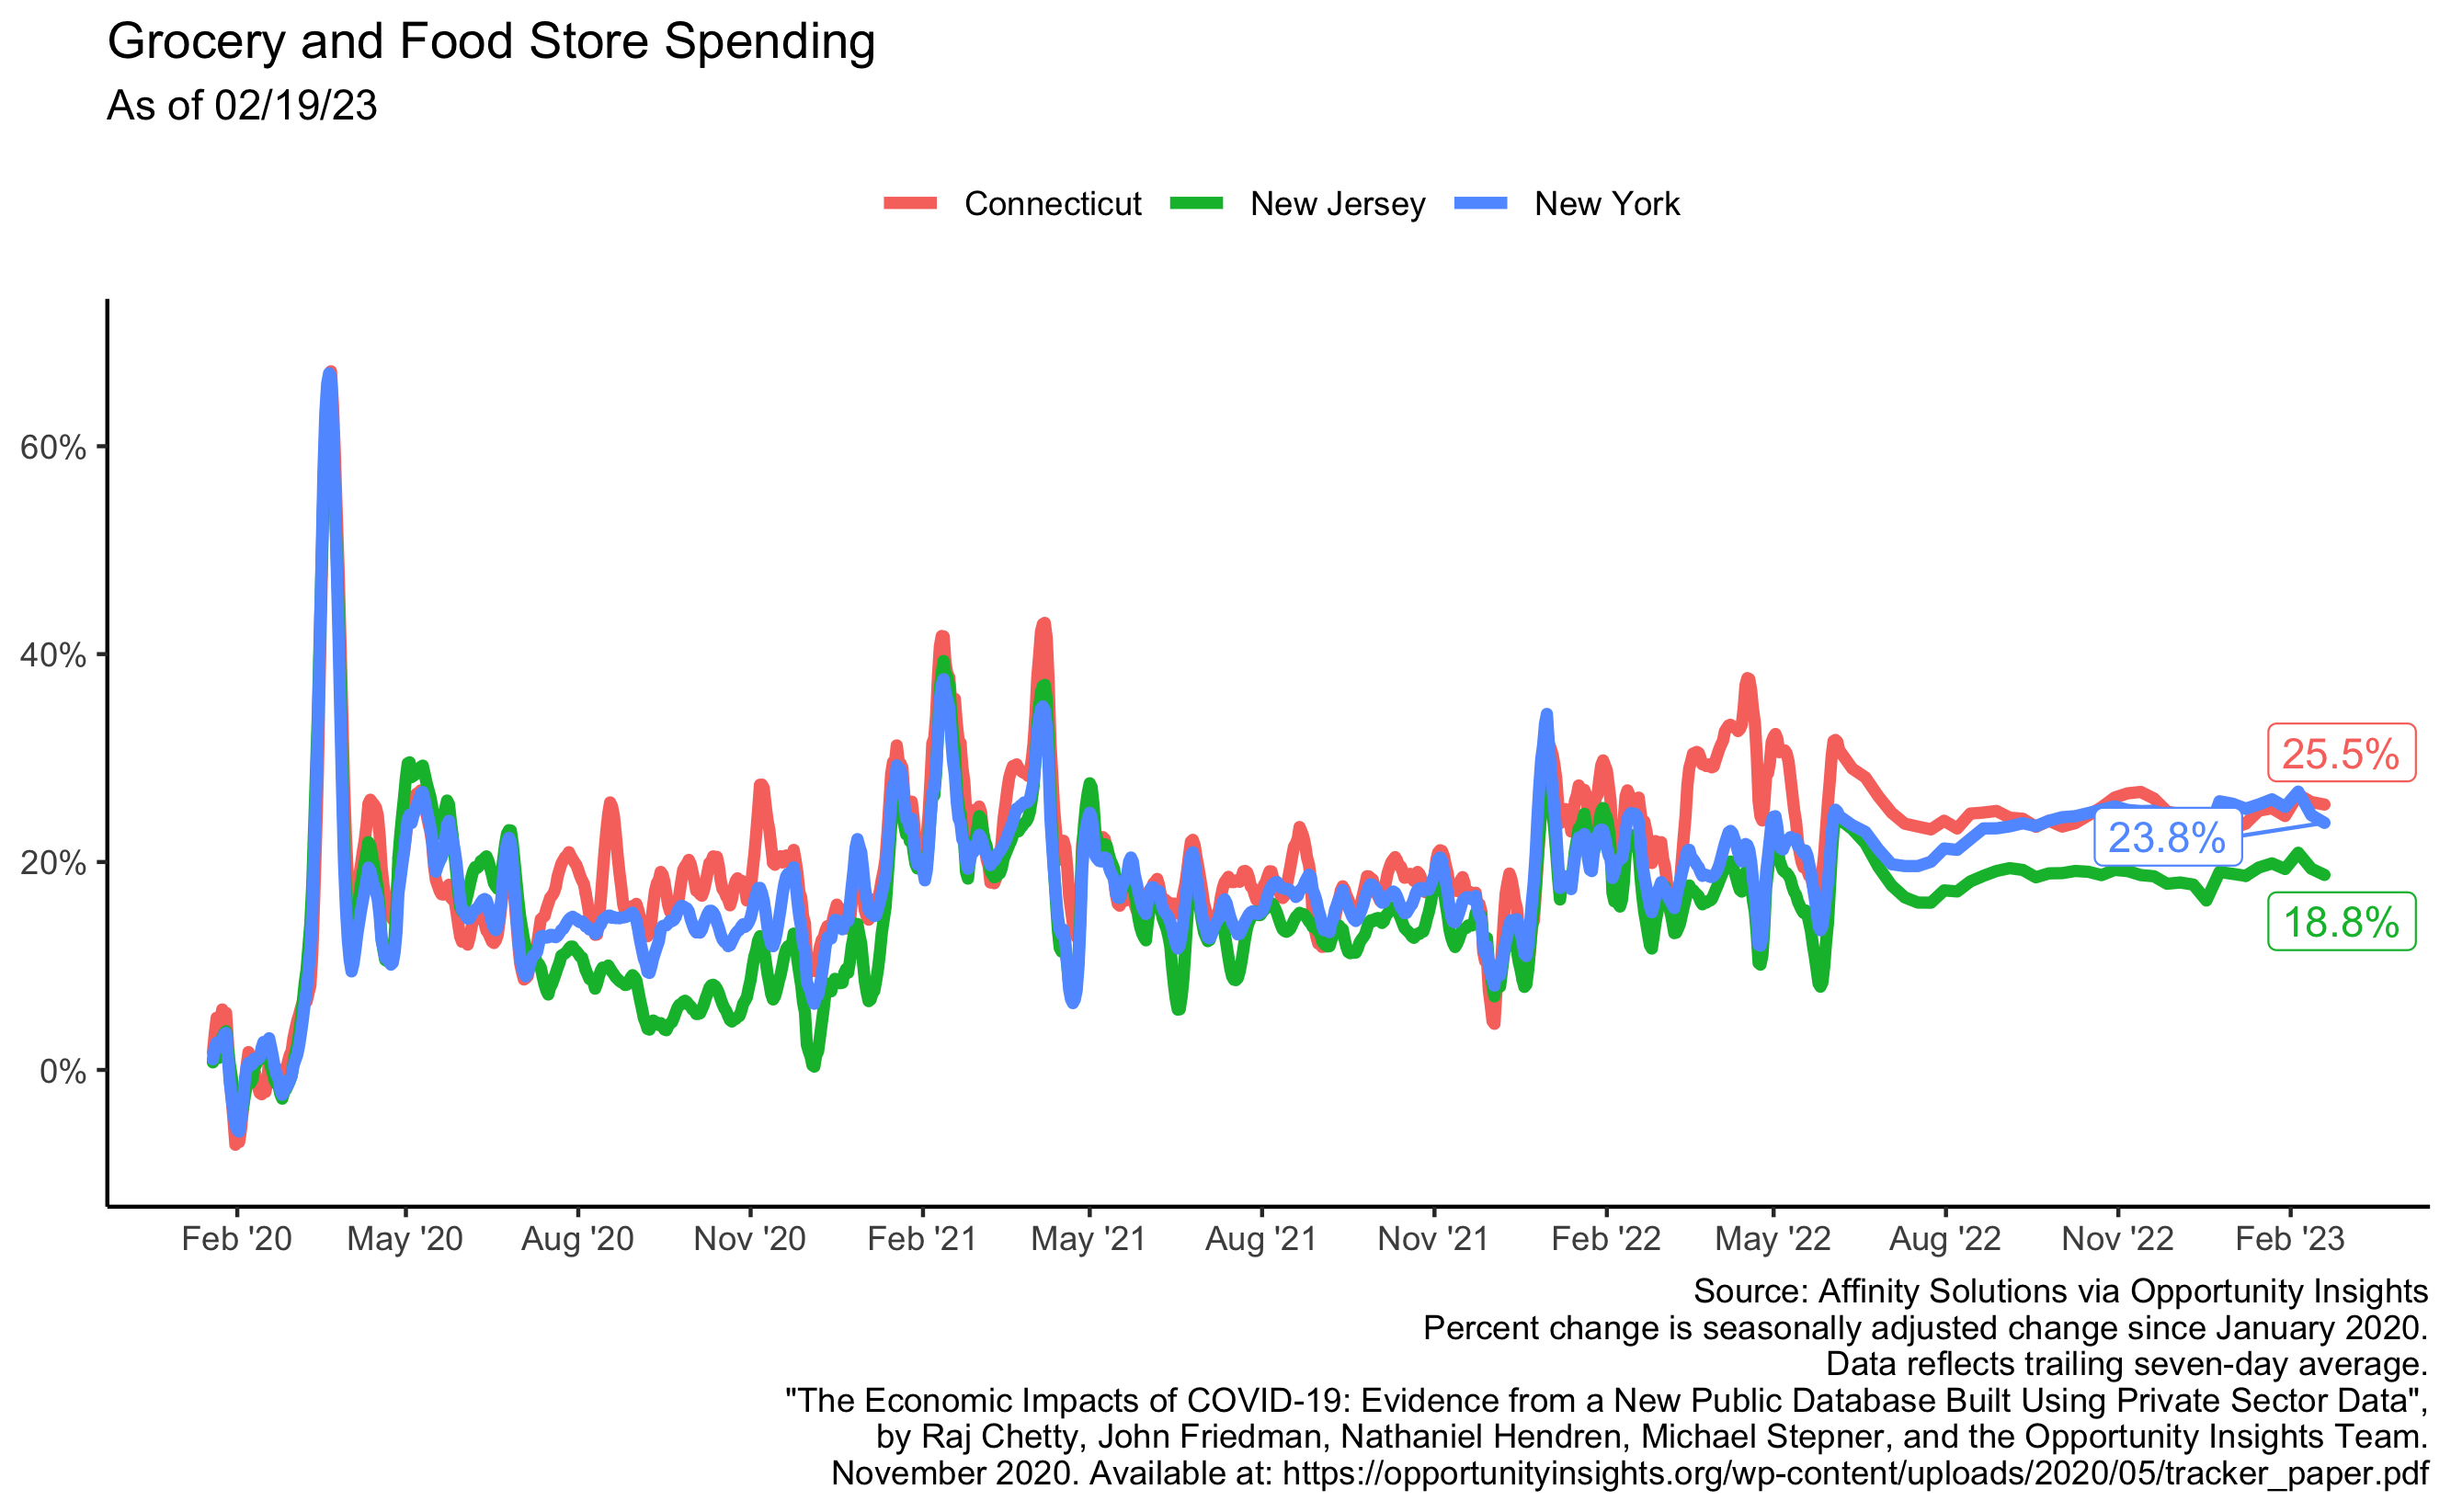 Grocery and Food Store Spending
As of 02/19/23
Connecticut New Jersey New York
60%
40%
20%
0%
25.5%
23.8%
18.8%
Feb '20 May '20 Aug '20 Nov '20 Feb '21 May '21 Aug '21 Nov '21 Feb '22 May '22 Aug '22 Nov '22 Feb '23
Source: Affinity Solutions via Opportunity Insights
Percent change is seasonally adjusted change since January 2020.
Data reflects trailing seven-day average.
"The Economic Impacts of COVID-19: Evidence from a New Public Database Built Using Private Sector Data",
by Raj Chetty, John Friedman, Nathaniel Hendren, Michael Stepner, and the Opportunity Insights Team.
November 2020. Available at: https://opportunityinsights.org/wp-content/uploads/2020/05/tracker_paper.pdf